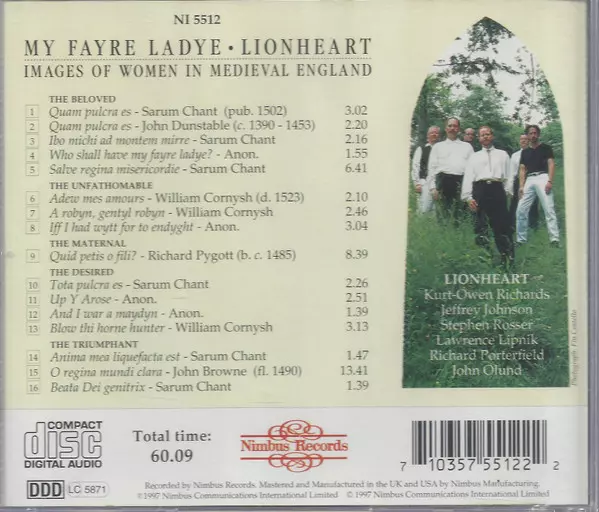 NI 5512
MY FAYRE LADYE • LIONHEART
IMAGES OF WOMEN IN MEDIEVAL ENGLAND
THE BELOVED
1 Quam pulcra es - Sarum Chant (pub. 1502) 3.02
2 Quam pulcra es - John Dunstable (c. 1390 - 1453) 2.20
3 Ibo michi ad montem mirre - Sarum Chant 2.16
4 Who shall have my fayre ladye? - Anon. 1.55
5 Salve regina misericordie - Sarum Chant 6.41
THE UNFATHOMABLE
6 Adew mes amours - William Cornysh (d. 1523) 2.10
7 A robyn, gentyl robyn - William Cornysh 2.46
8 Iff I had wytt for to endyght - Anon. 3.04
THE MATERNAL
9 Quid petis o fili? - Richard Pygott (b. c. 1485) 8.39
THE DESIRED
10 Tota pulcra es - Sarum Chant 2.26
11 Up Y Arose - Anon. 2.51
12 And I war a maydyn - Anon. 1.39
13 Blow thi horne hunter - William Cornysh 3.13
THE TRIUMPHANT
14 Anima mea liquefacta est - Sarum Chant 1.47
15 O regina mundi clara - John Browne (fl. 1490) 13.41
16 Beata Dei genitrix - Sarum Chant 1.39
LIONHEART
Kurt-Owen Richards
Jeffrey Johnson
Stephen Rosser
Lawrence Lipnik
Richard Porterfield
John Olund
COMPACT
disc
DIGITAL AUDIO
DDD
LC 5871
Total time:
60.09
Nimbus Records
7 10357 55122 2
Recorded by Nimbus Records. Mastered and Manufactured in the UK and USA by Nimbus Manufacturing.
℗1997 Nimbus Communications International Limited ©1997 Nimbus Communications International Limited